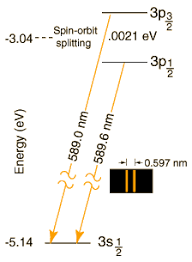 3p3/2
-3.04
Spin-orbit
splitting
.0021 eV
3p1/2
Energy (eV)
589.0 nm
589.6 nm
0.597 nm
-5.14
3s1/2